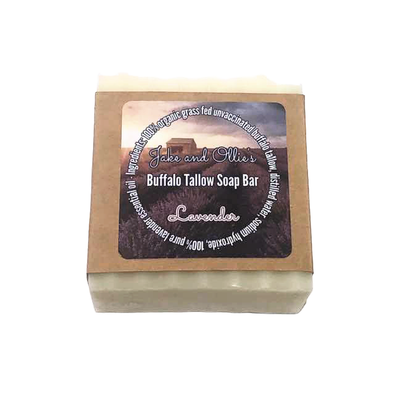 Jake and Ollie's
Buffalo Tallow Soap Bar
Lavender
Ingredients: 100% organic grass fed unvaccinated buffalo tallow, distilled water, sodium hydroxide, 100% pure lavender essential oil -